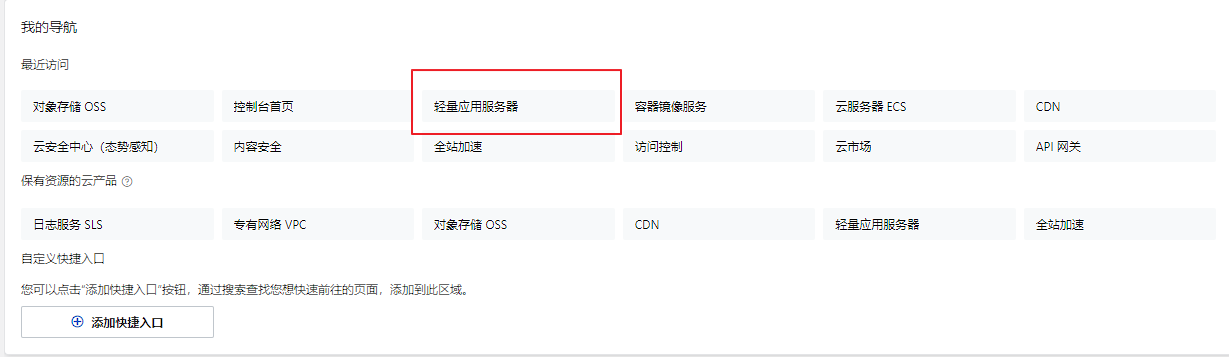 我的导航
最近访问
对象存储 OSS 控制台首页 轻量应用服务器 容器镜像服务 云服务器 ECS CDN
云安全中心（态势感知） 内容安全 全站加速 访问控制 云市场 API 网关
保有资源的云产品 ?
日志服务 SLS 专有网络 VPC 对象存储 OSS CDN 轻量应用服务器 全站加速
自定义快捷入口
您可以点击“添加快捷入口”按钮，通过搜索查找您想快速前往的页面，添加到此区域。
添加快捷入口